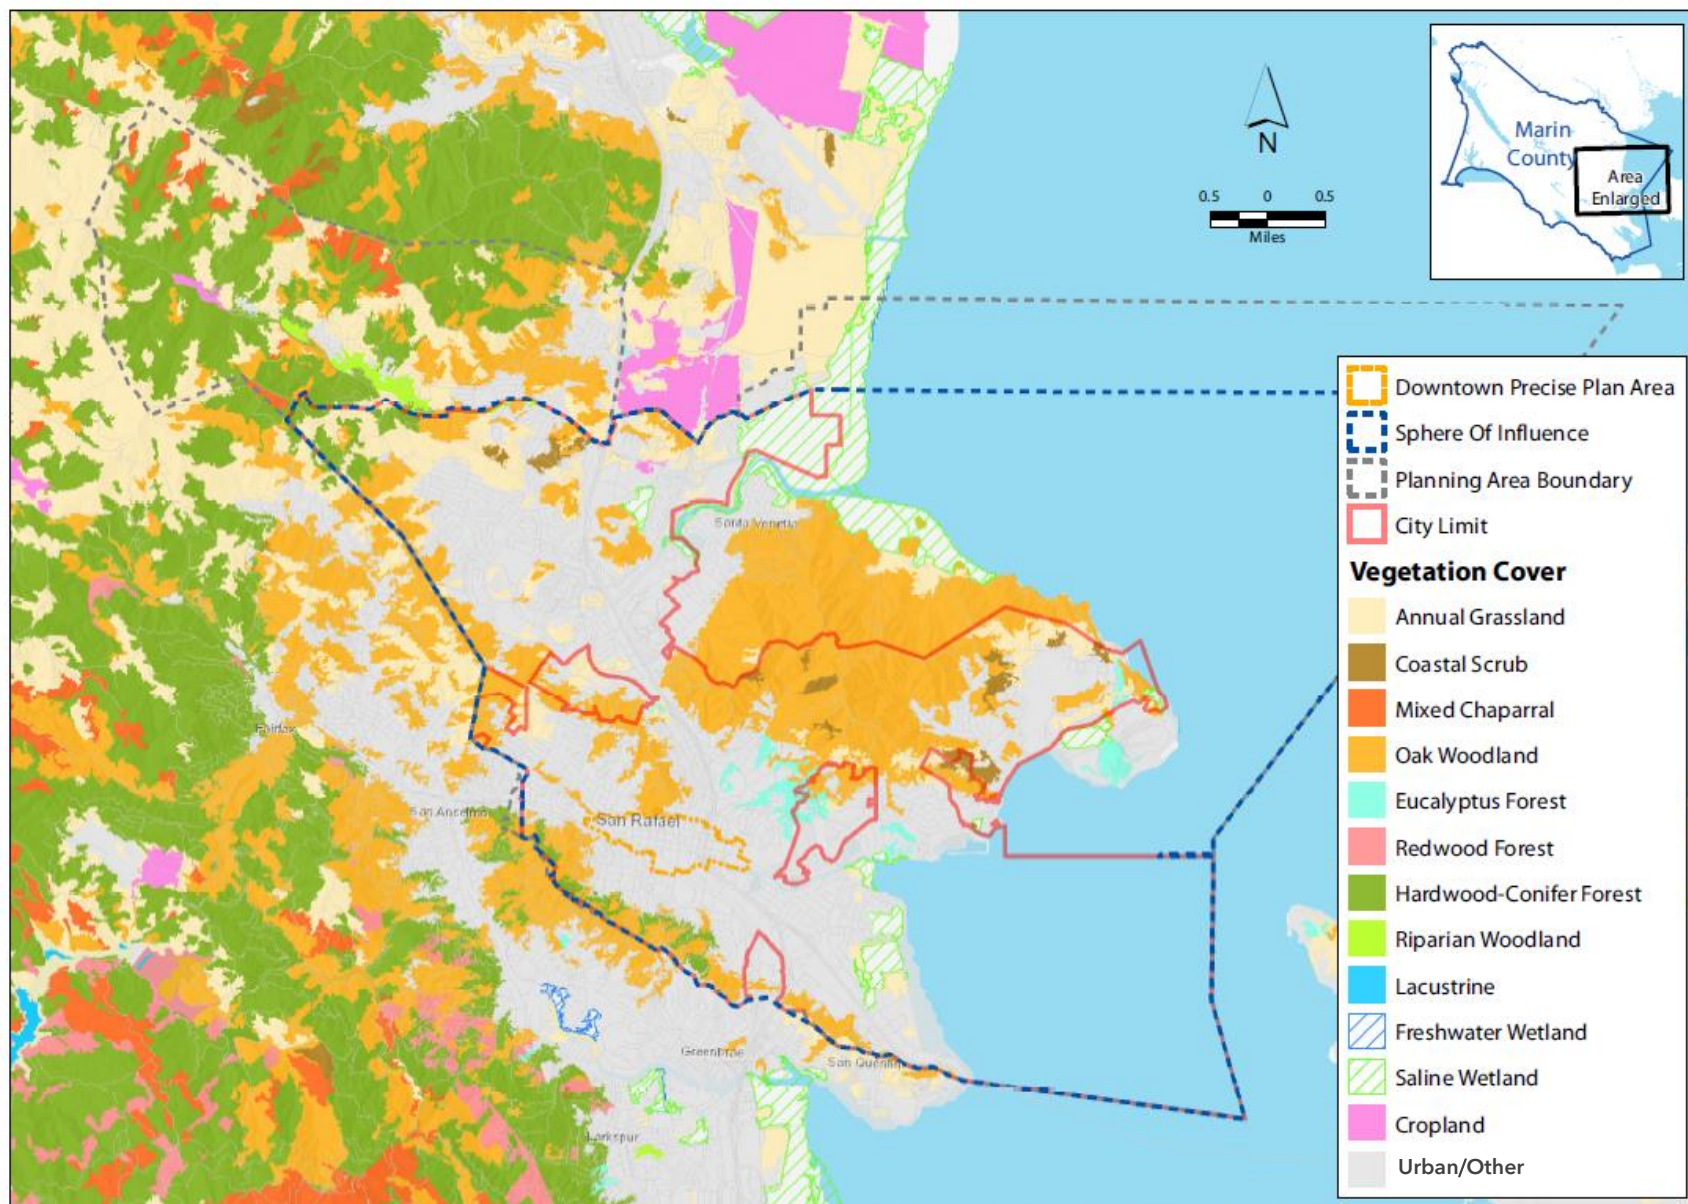 Marin
County
Area
Enlarged
N
0.5 0 0.5
Miles
Downtown Precise Plan Area
Sphere Of Influence
Planning Area Boundary
City Limit
Vegetation Cover
Annual Grassland
Coastal Scrub
Mixed Chaparral
Oak Woodland
Eucalyptus Forest
Redwood Forest
Hardwood-Conifer Forest
Riparian Woodland
Lacustrine
Freshwater Wetland
Saline Wetland
Cropland
Urban/Other
Santa Venetia
Fairfax
San Anselmo
San Rafael
Greenbrae
San Quentin
Larkspur